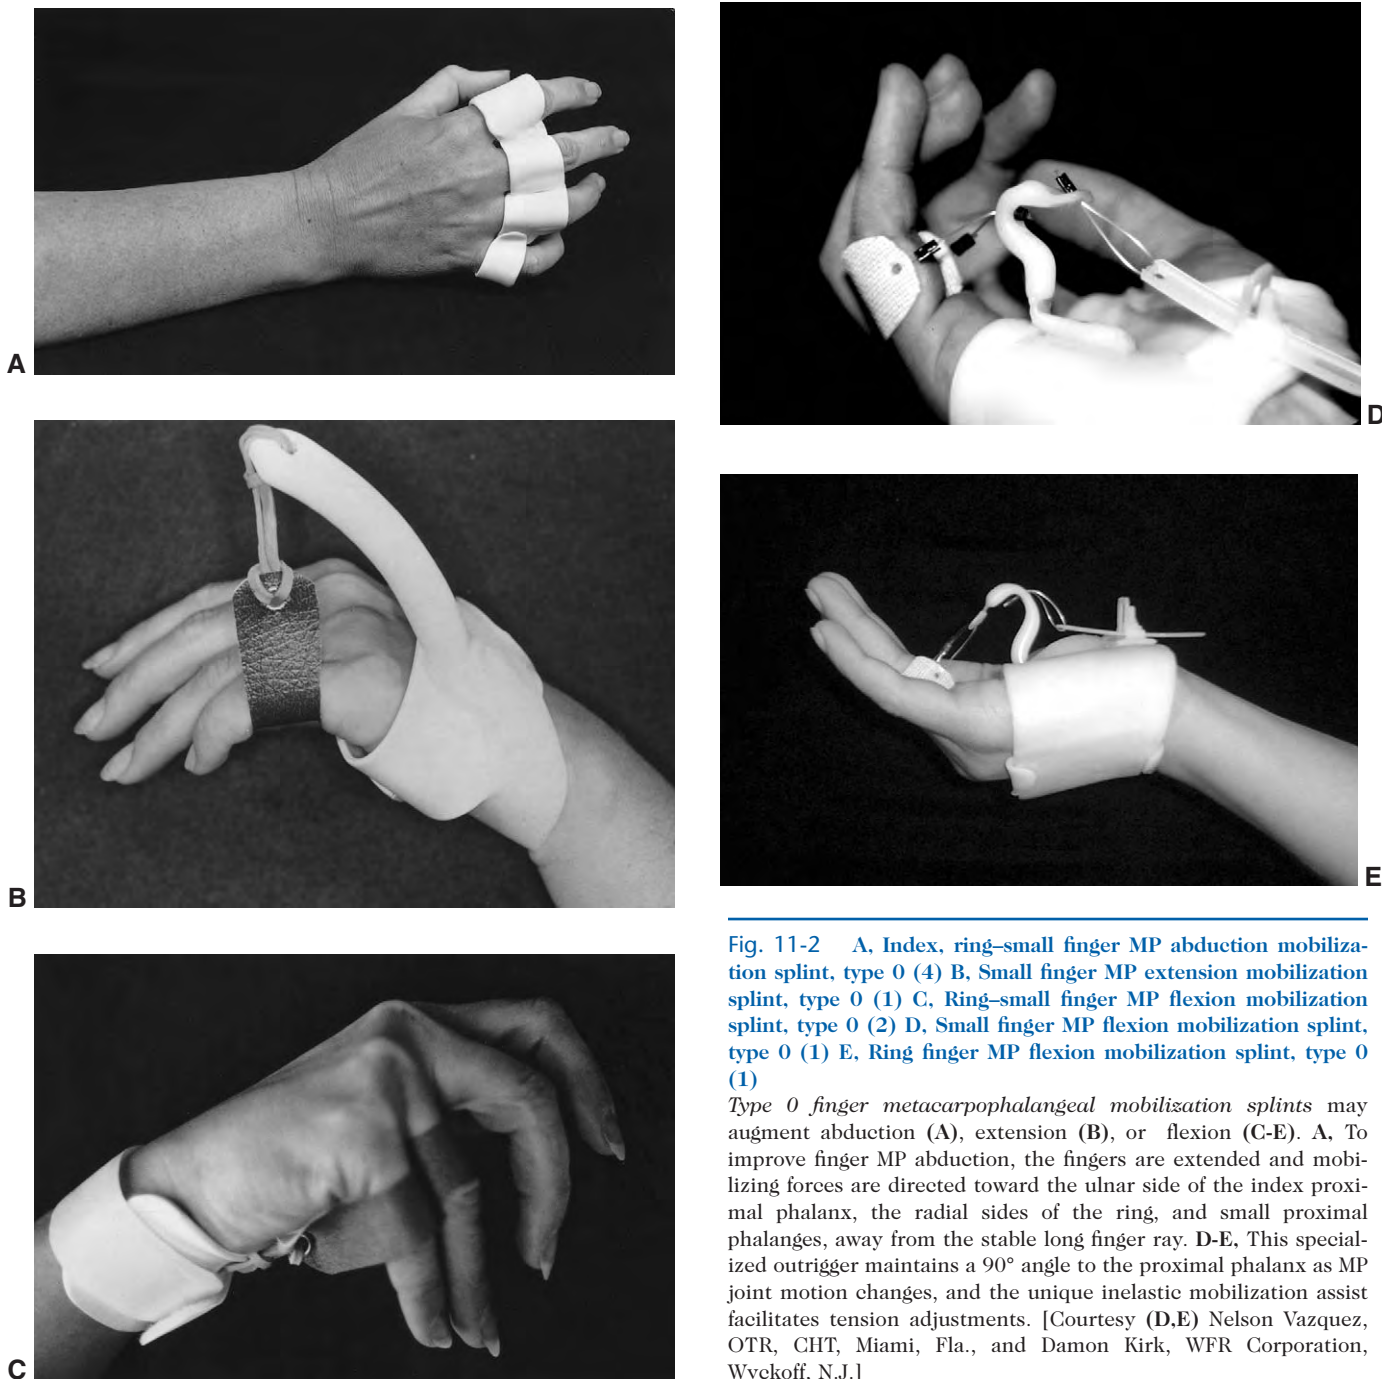 A
B
C
D
E
Fig. 11-2 A, Index, ring–small finger MP abduction mobiliza-
tion splint, type 0 (4) B, Small finger MP extension mobilization
splint, type 0 (1) C, Ring–small finger MP flexion mobilization
splint, type 0 (2) D, Small finger MP flexion mobilization splint,
type 0 (1) E, Ring finger MP flexion mobilization splint, type 0
(1)
Type 0 finger metacarpophalangeal mobilization splints may
augment abduction (A), extension (B), or flexion (C-E). A, To
improve finger MP abduction, the fingers are extended and mobi-
lizing forces are directed toward the ulnar side of the index proxi-
mal phalanx, the radial sides of the ring, and small proximal
phalanges, away from the stable long finger ray. D-E, This special-
ized outrigger maintains a 90° angle to the proximal phalanx as MP
joint motion changes, and the unique inelastic mobilization assist
facilitates tension adjustments. [Courtesy (D,E) Nelson Vazquez,
OTR, CHT, Miami, Fla., and Damon Kirk, WFR Corporation,
Wyckoff, N.J.]